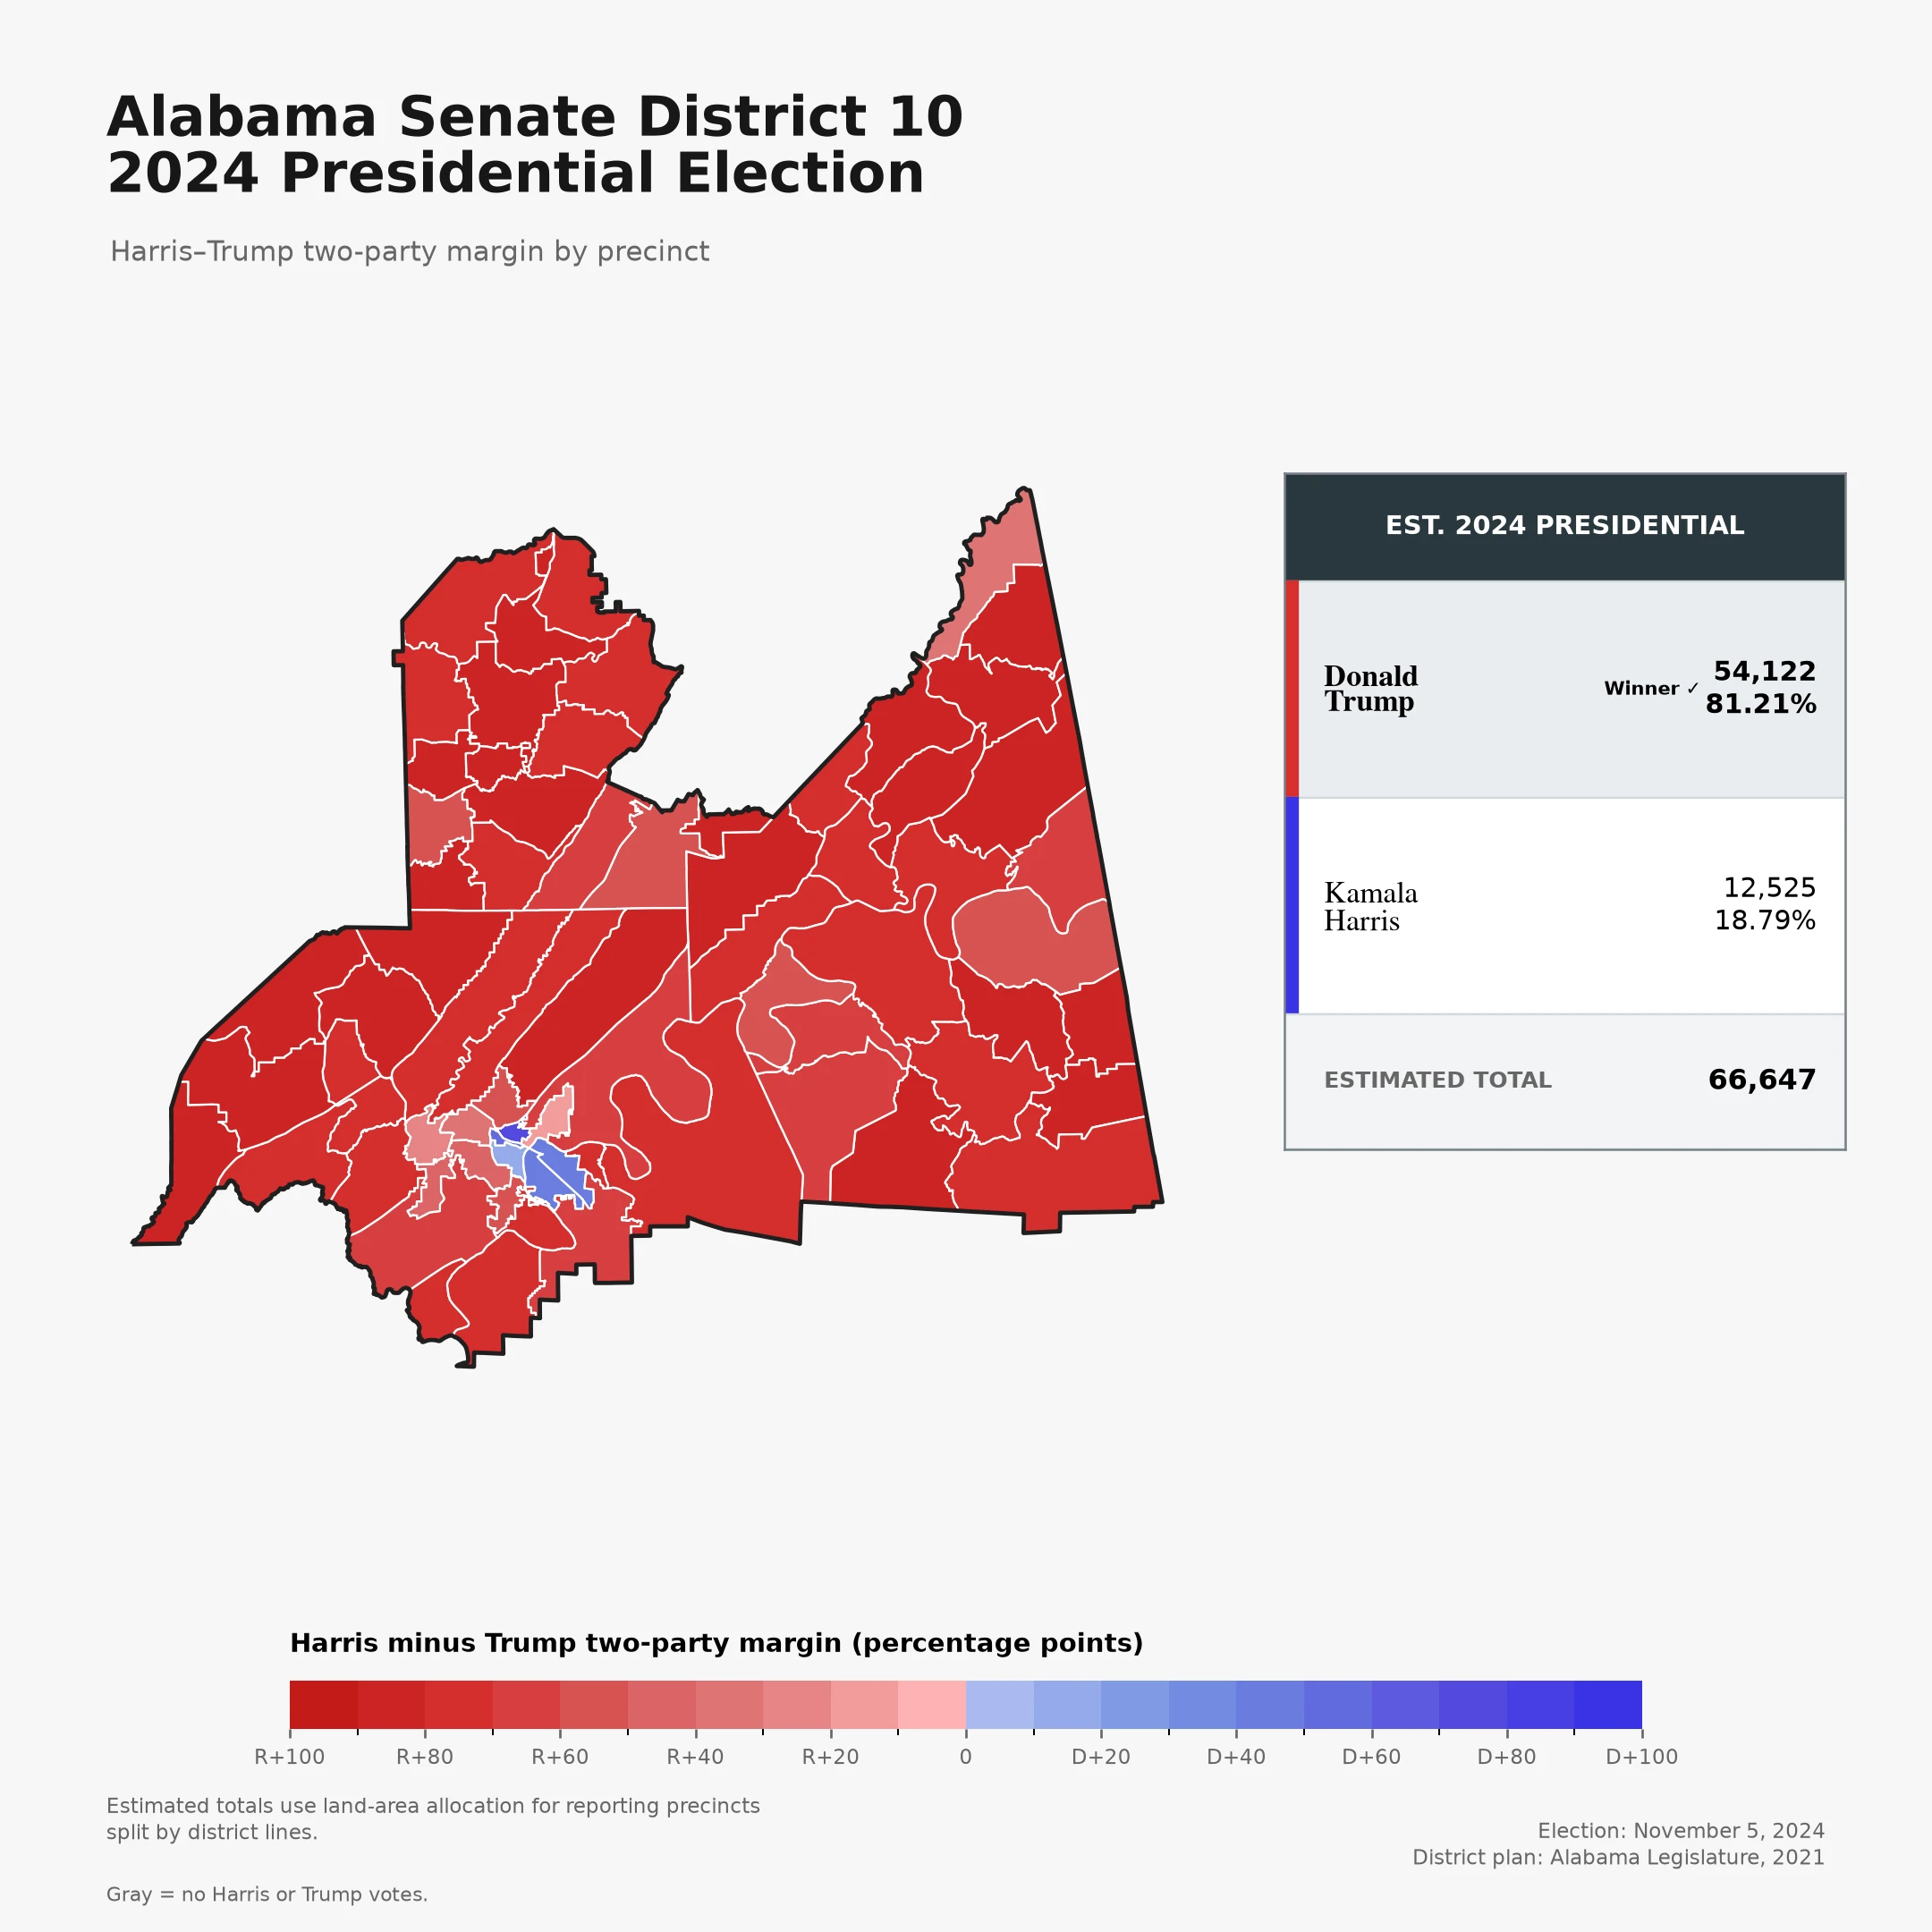 Alabama Senate District 10
2024 Presidential Election
Harris–Trump two-party margin by precinct
EST. 2024 PRESIDENTIAL
Donald
Trump
Winner ✓
54,122
81.21%
Kamala
Harris
12,525
18.79%
ESTIMATED TOTAL
66,647
Harris minus Trump two-party margin (percentage points)
R+100 R+80 R+60 R+40 R+20 0 D+20 D+40 D+60 D+80 D+100
Estimated totals use land-area allocation for reporting precincts
split by district lines.
Gray = no Harris or Trump votes.
Election: November 5, 2024
District plan: Alabama Legislature, 2021